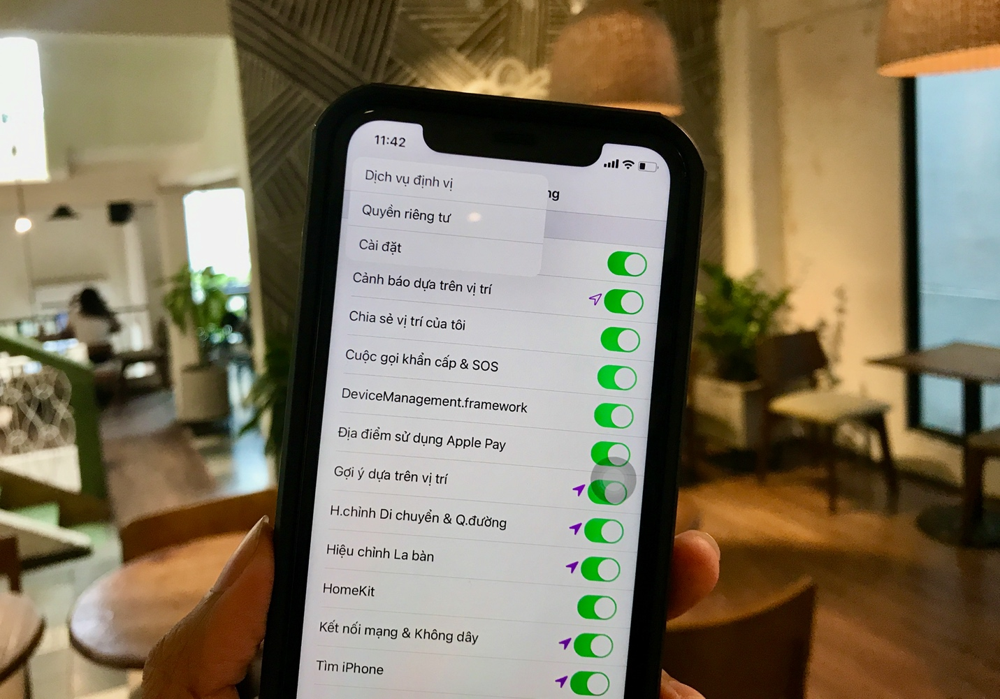 11:42
Dịch vụ định vị
Quyền riêng tư
Cài đặt
Cảnh báo dựa trên vị trí
Chia sẻ vị trí của tôi
Cuộc gọi khẩn cấp & SOS
DeviceManagement.framework
Địa điểm sử dụng Apple Pay
Gợi ý dựa trên vị trí
H.chỉnh Di chuyển & Q.đường
Hiệu chỉnh La bàn
HomeKit
Kết nối mạng & Không dây
Tìm iPhone